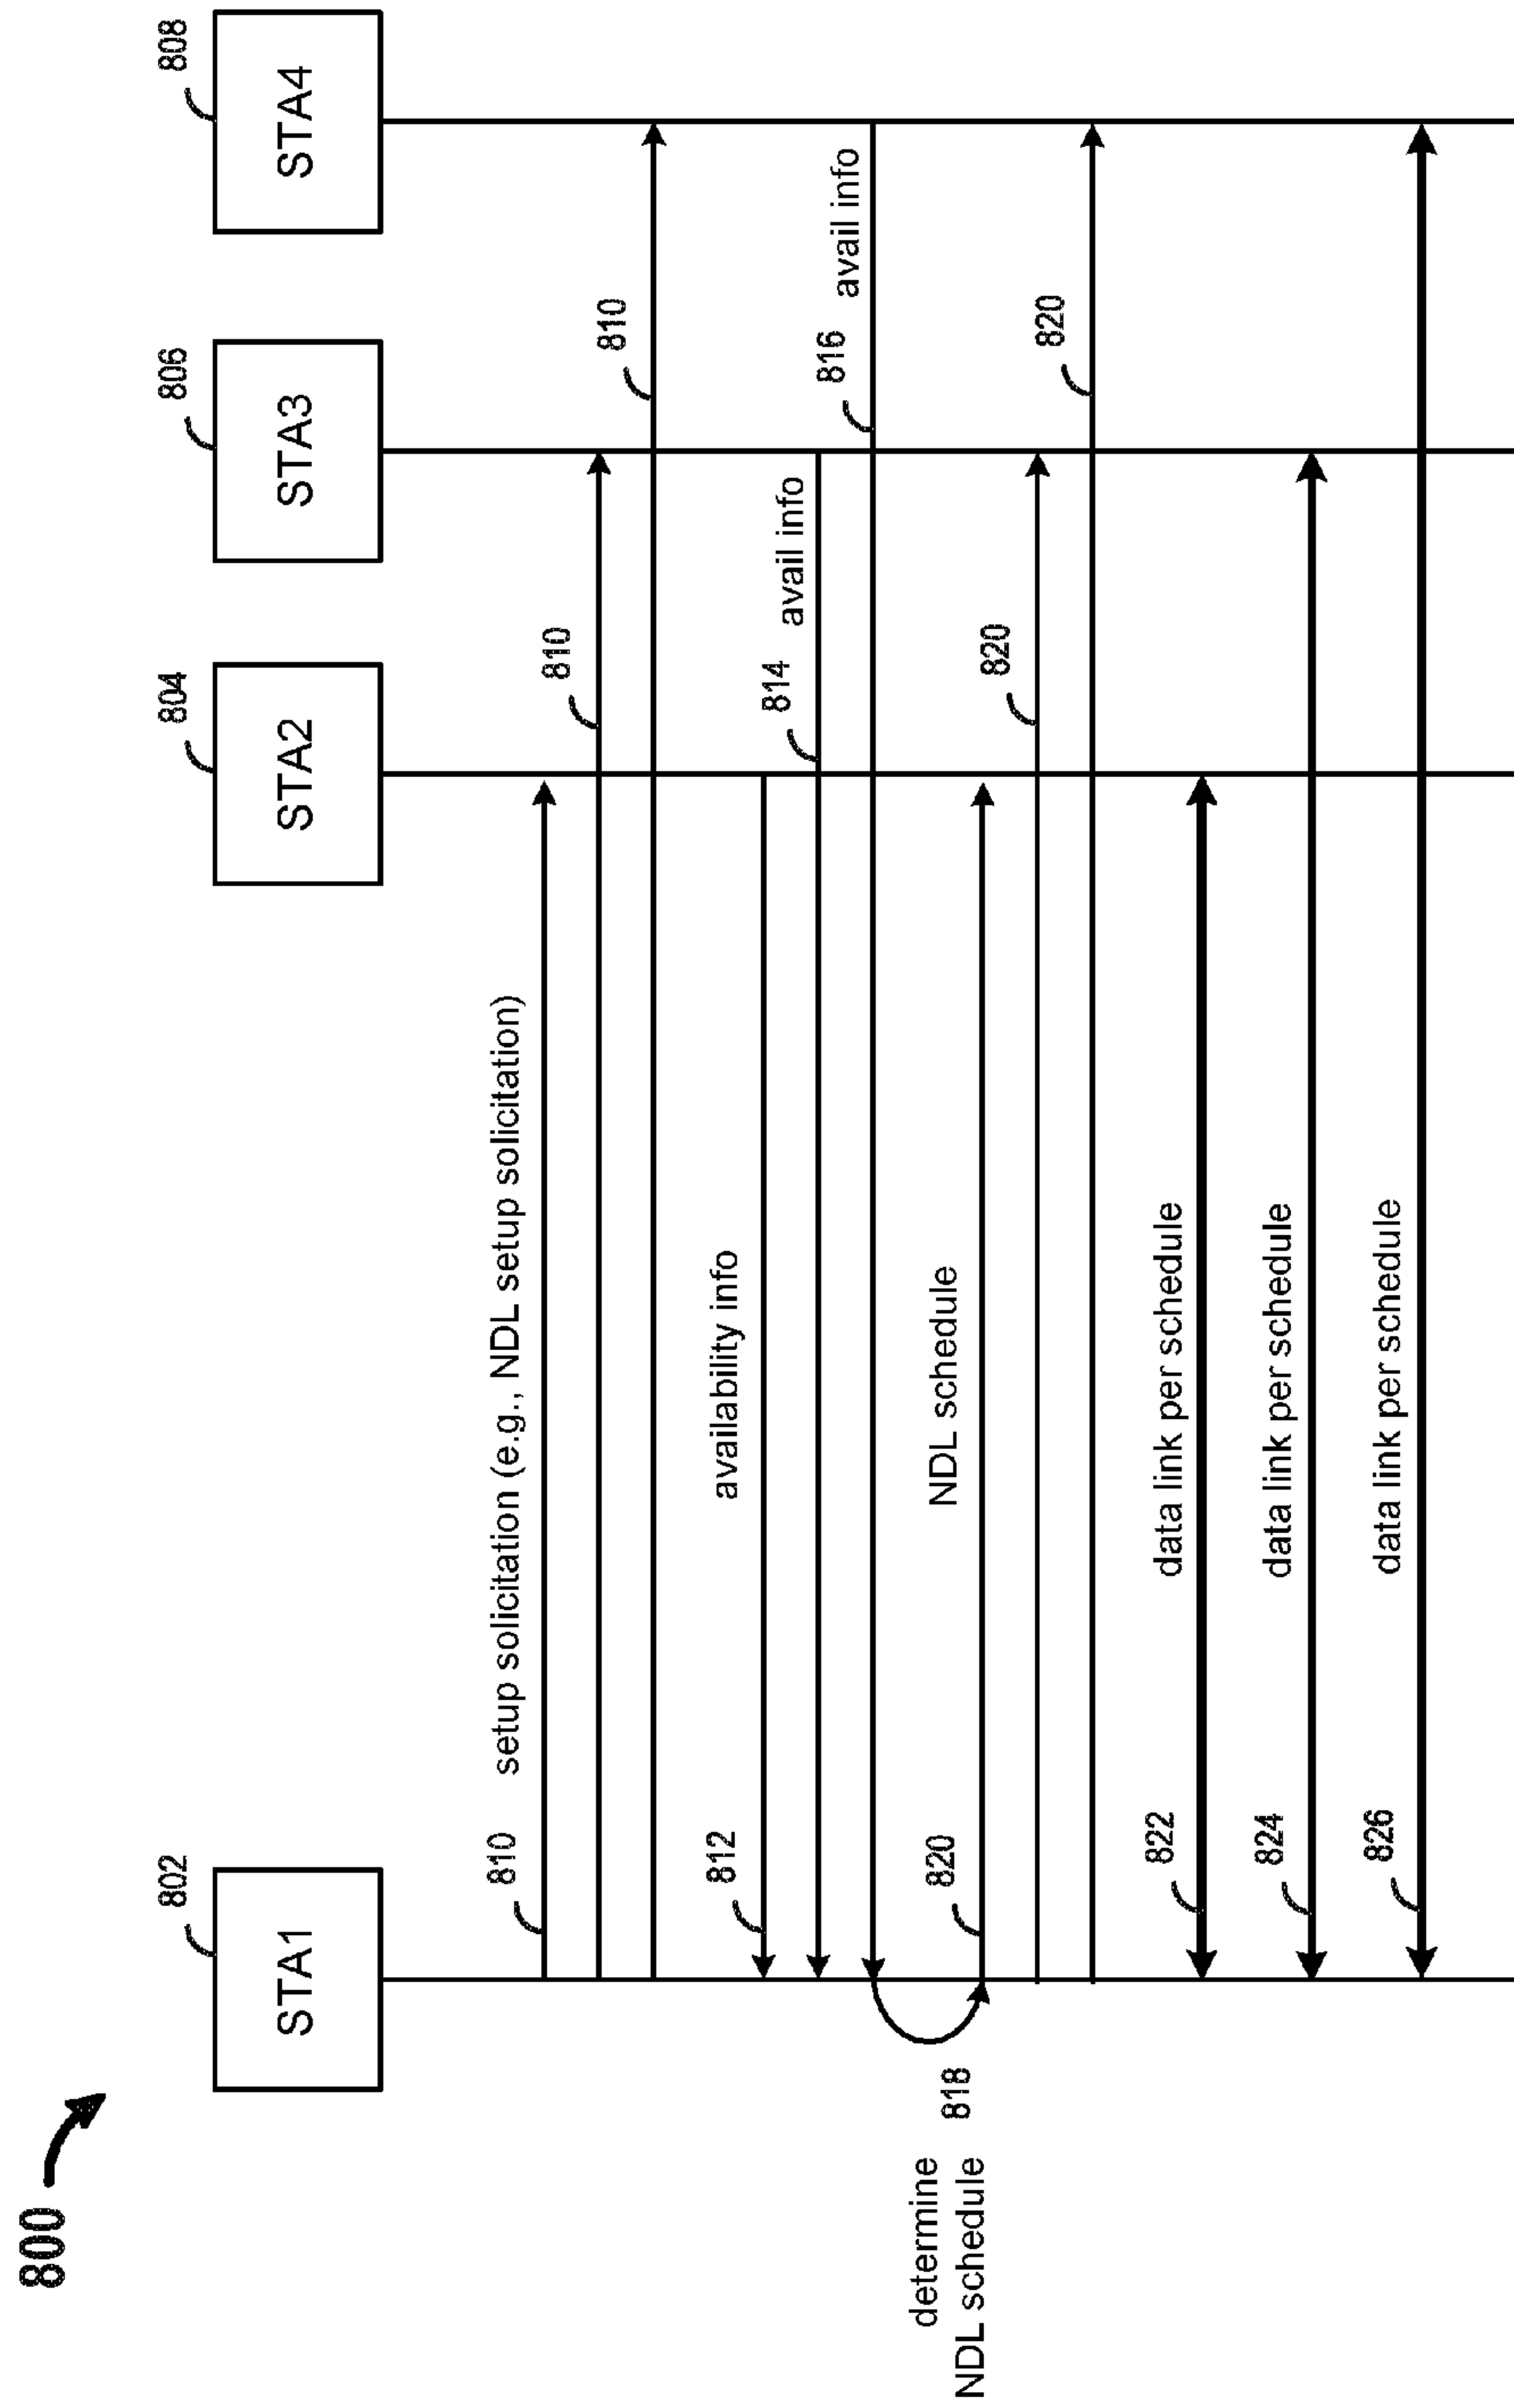 800
802
804
806
808
STA1
STA2
STA3
STA4
810
setup solicitation (e.g., NDL setup solicitation)
810
810
812
availability info
814
avail info
816
avail info
determine
NDL schedule
818
820
NDL schedule
820
820
822
data link per schedule
824
data link per schedule
826
data link per schedule